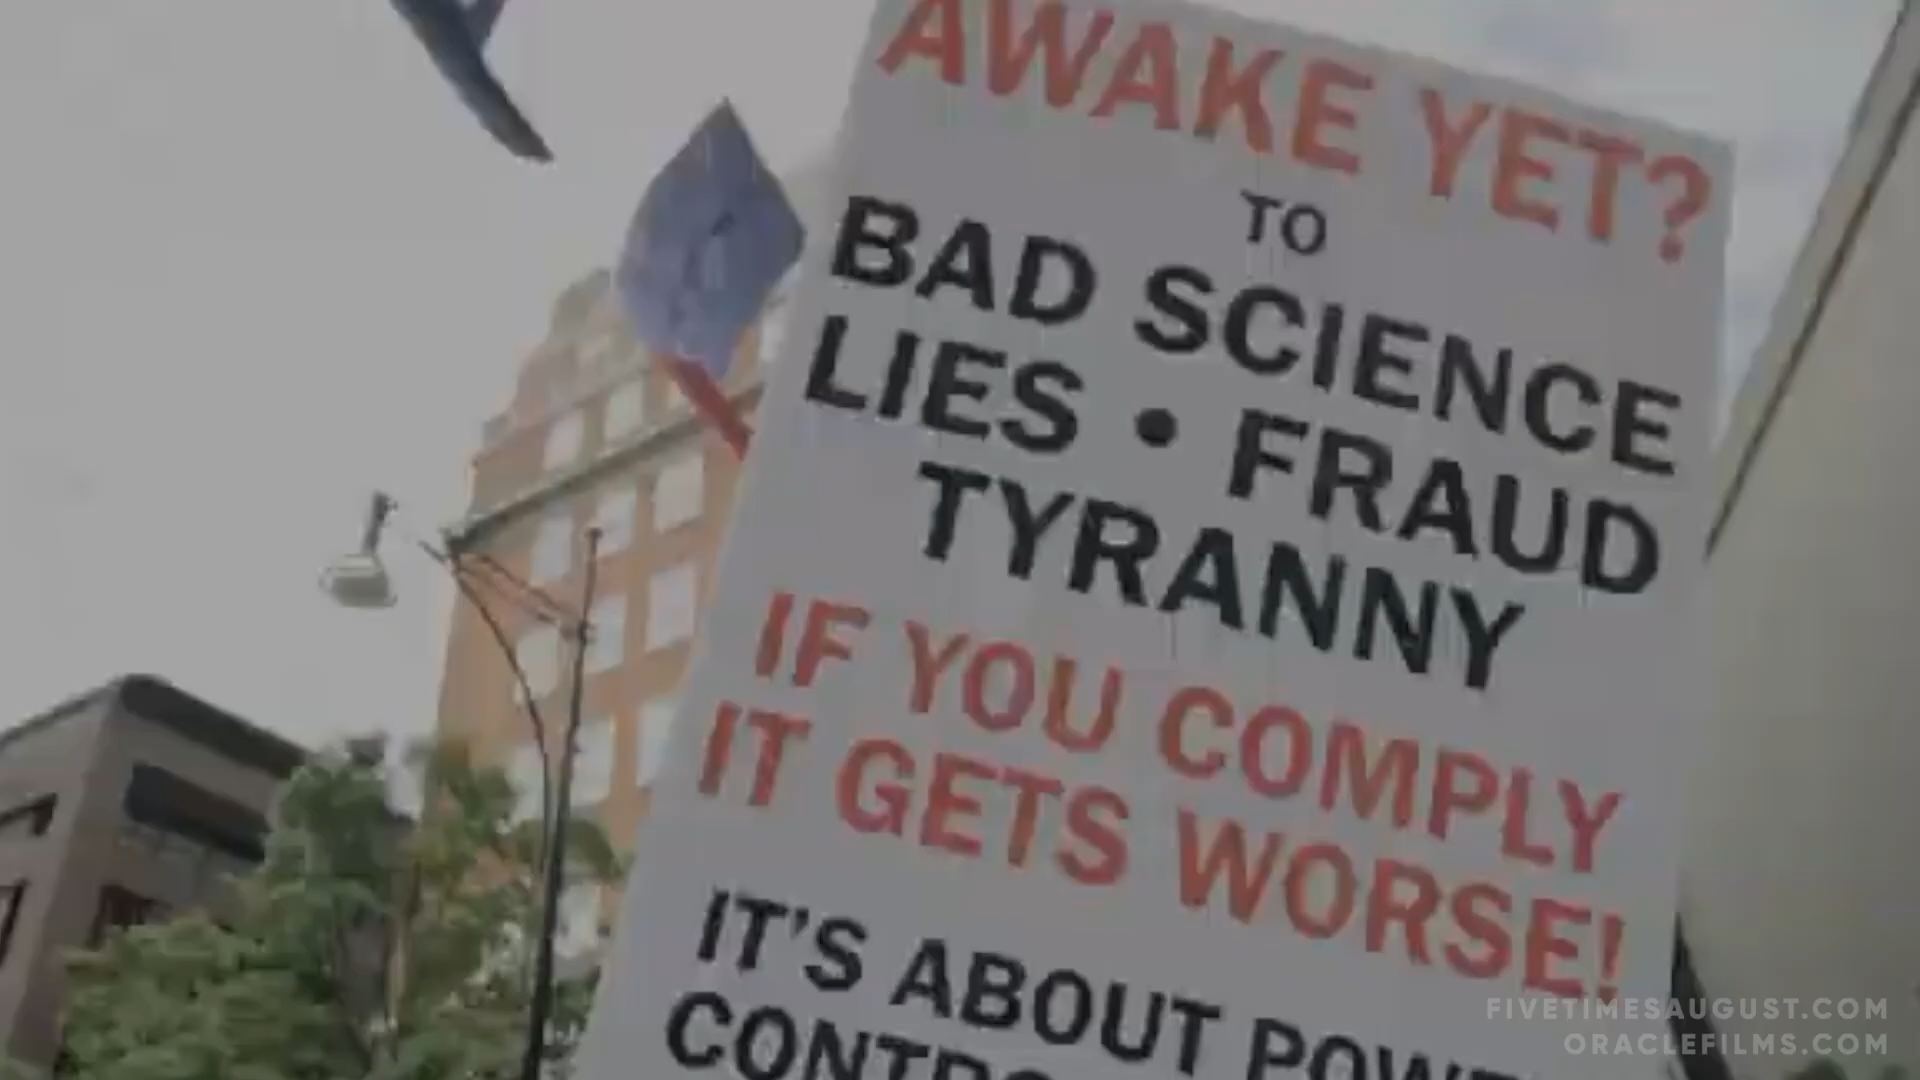 AWAKE YET?
TO
BAD SCIENCE
LIES • FRAUD
TYRANNY
IF YOU COMPLY
IT GETS WORSE!
IT'S ABOUT
FIVETIMESAUGUST.COM
ORACLEFILMS.COM